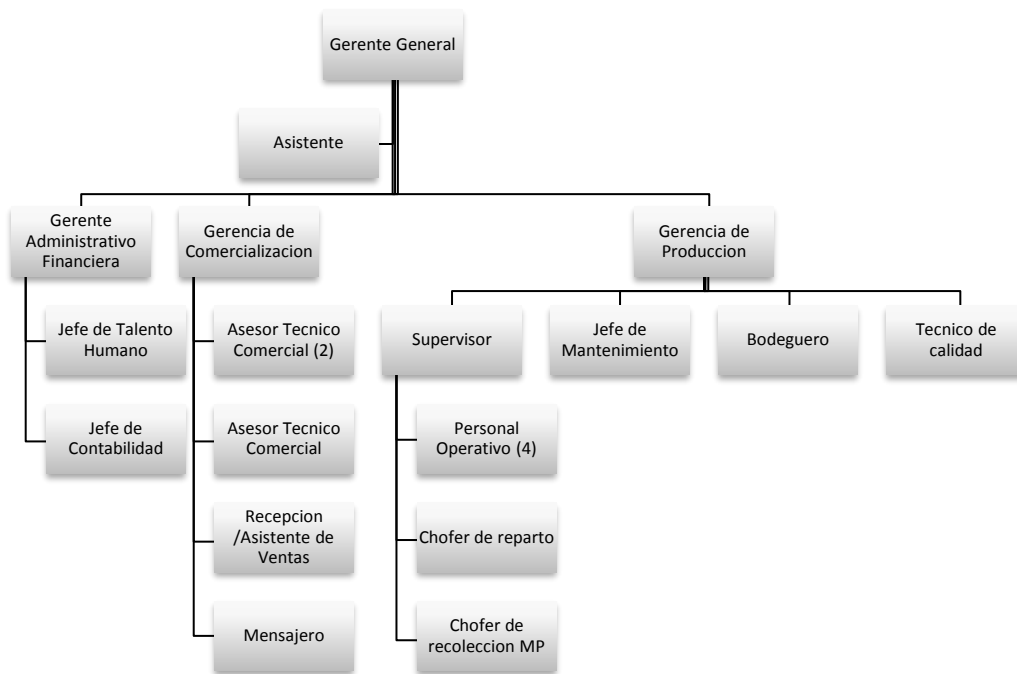 Gerente General
Asistente
Gerente
Administrativo
Financiera
Gerencia de
Comercializacion
Gerencia de
Produccion
Jefe de Talento
Humano
Jefe de
Contabilidad
Asesor Tecnico
Comercial (2)
Asesor Tecnico
Comercial
Recepcion
/Asistente de
Ventas
Mensajero
Supervisor
Personal
Operativo (4)
Chofer de reparto
Chofer de
recoleccion MP
Jefe de
Mantenimiento
Bodeguero
Tecnico de
calidad